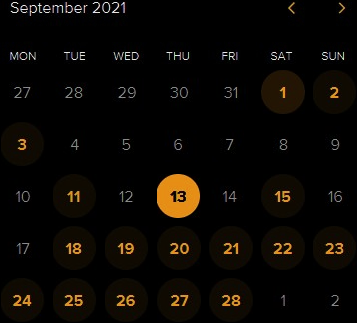 September 2021
MON TUE WED THU FRI SAT SUN
27 28 29 30 31 1 2
3 4 5 6 7 8 9
10 11 12 13 14 15 16
17 18 19 20 21 22 23
24 25 26 27 28 1 2